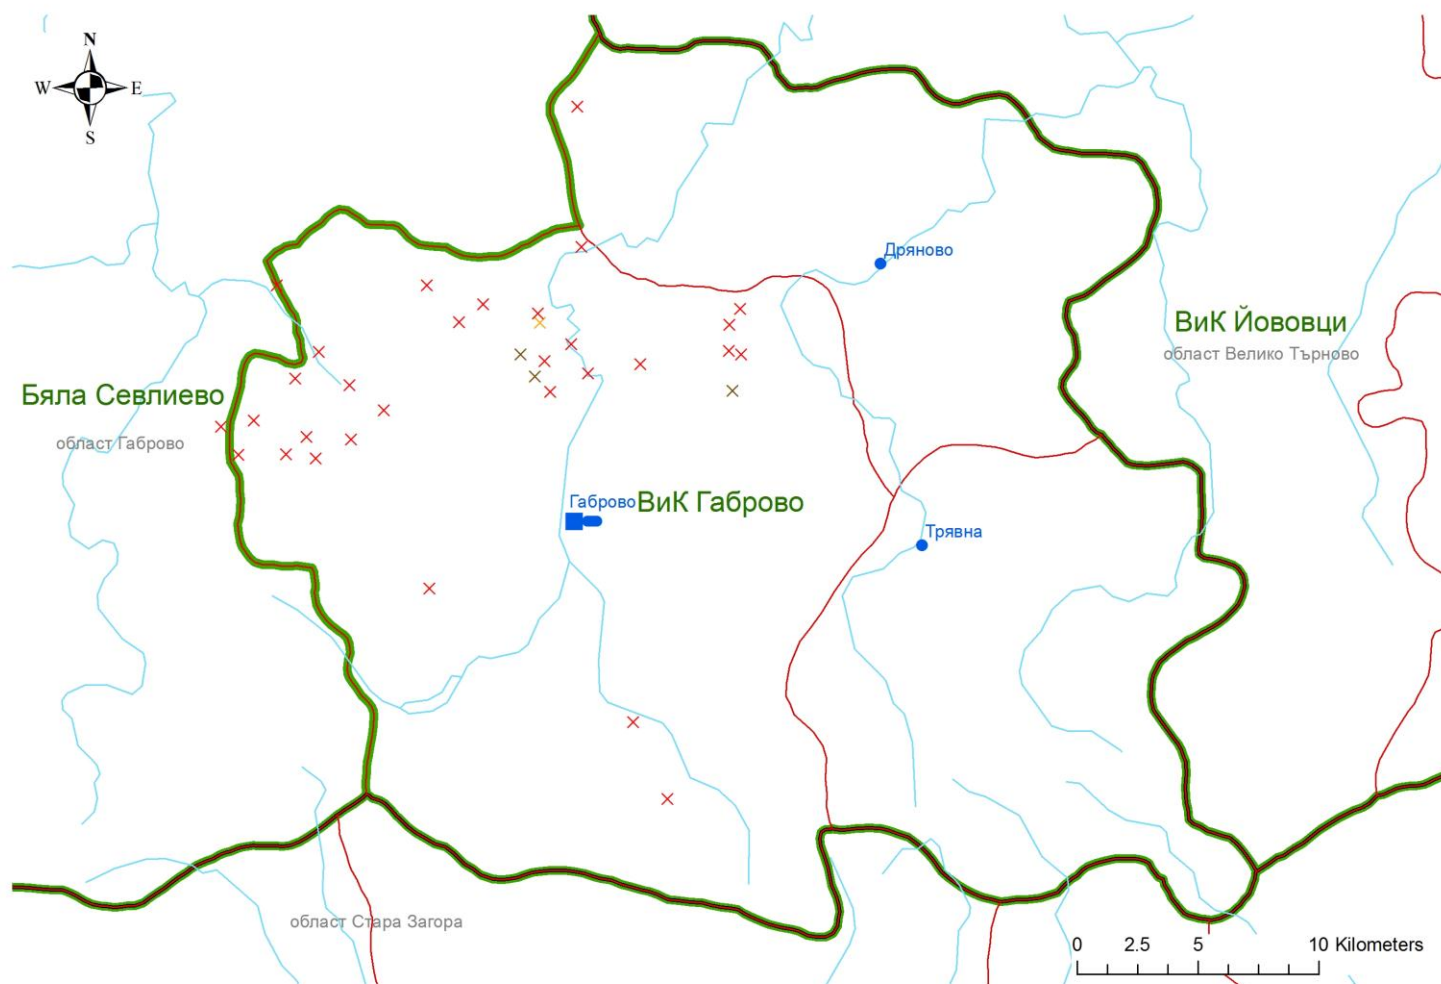 N
W E
S
Дряново
ВиК Йововци
област Велико Търново
Бяла Севлиево
област Габрово
Габрово
ВиК Габрово
Трявна
област Стара Загора
0 2.5 5 10 Kilometers